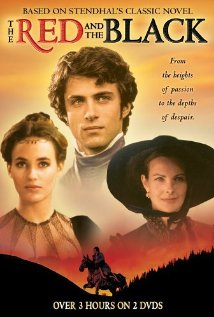 BASED ON STENDHAL'S CLASSIC NOVEL
THE RED AND THE BLACK
From
the heights
of passion
to the depths
of despair.
OVER 3 HOURS ON 2 DVDS